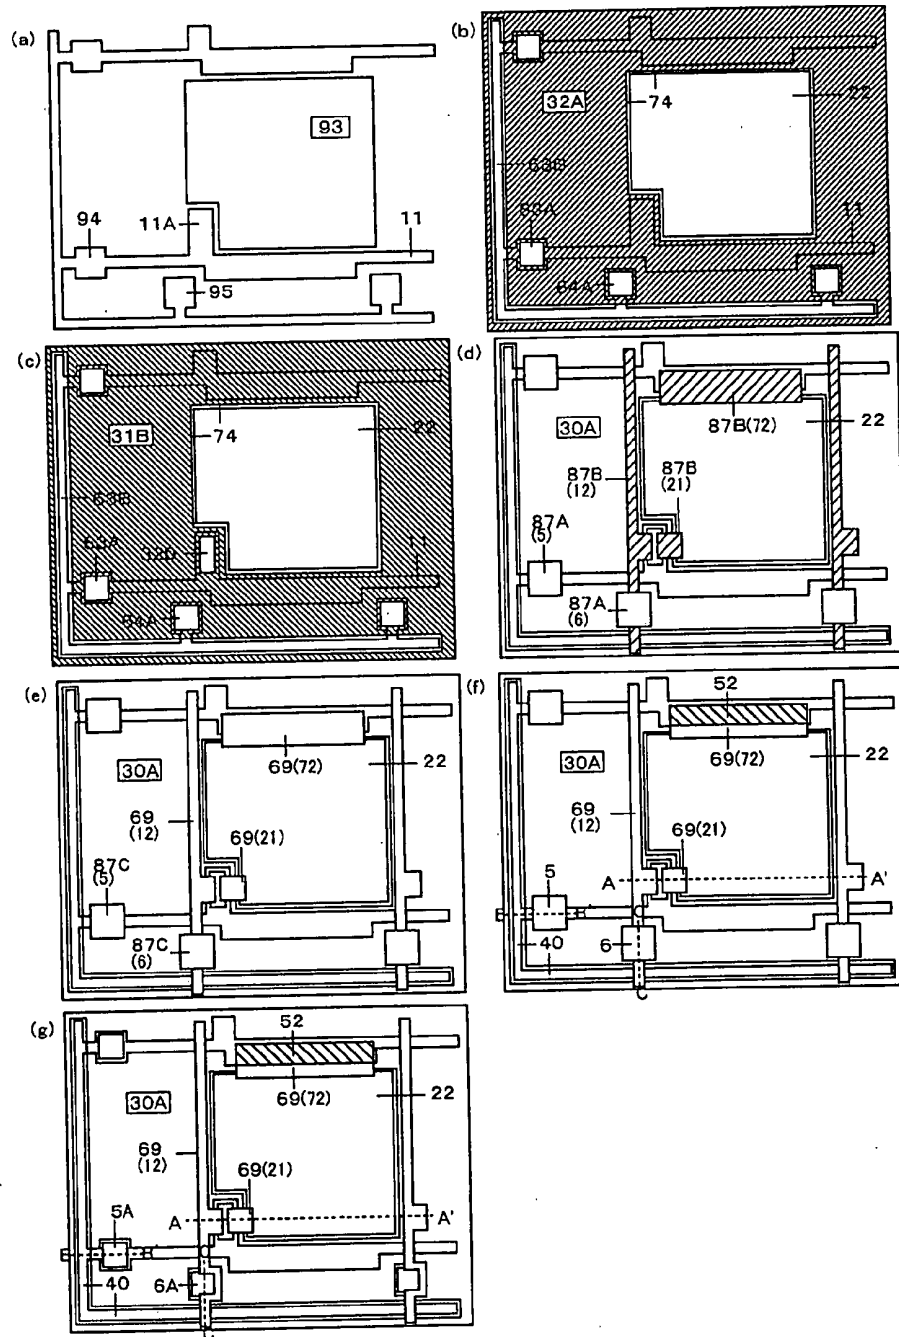 (a)
93
94
11A
11
95
(b)
32A
74
22
63B
63A
11
64A
(c)
31B
74
22
63B
63A
32D
11
64A
(d)
30A
87B(72)
22
87B
(12)
87B
(21)
87A
(5)
87A
(6)
(e)
30A
69(72)
22
69
(12)
69(21)
87C
(5)
87C
(6)
(f)
52
30A
69(72)
22
69
(12)
69(21)
A
A'
5
40
6
C
(g)
52
30A
69(72)
22
69
(12)
69(21)
5A
A
A'
6A
40